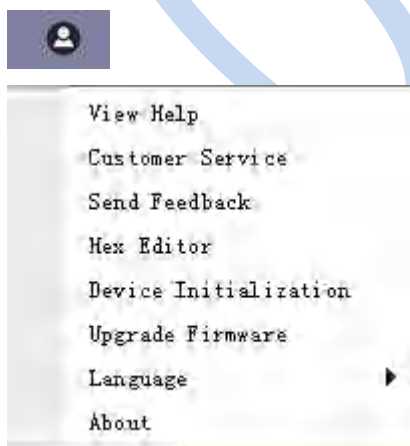 View Help
Customer Service
Send Feedback
Hex Editor
Device Initialization
Upgrade Firmware
Language
About